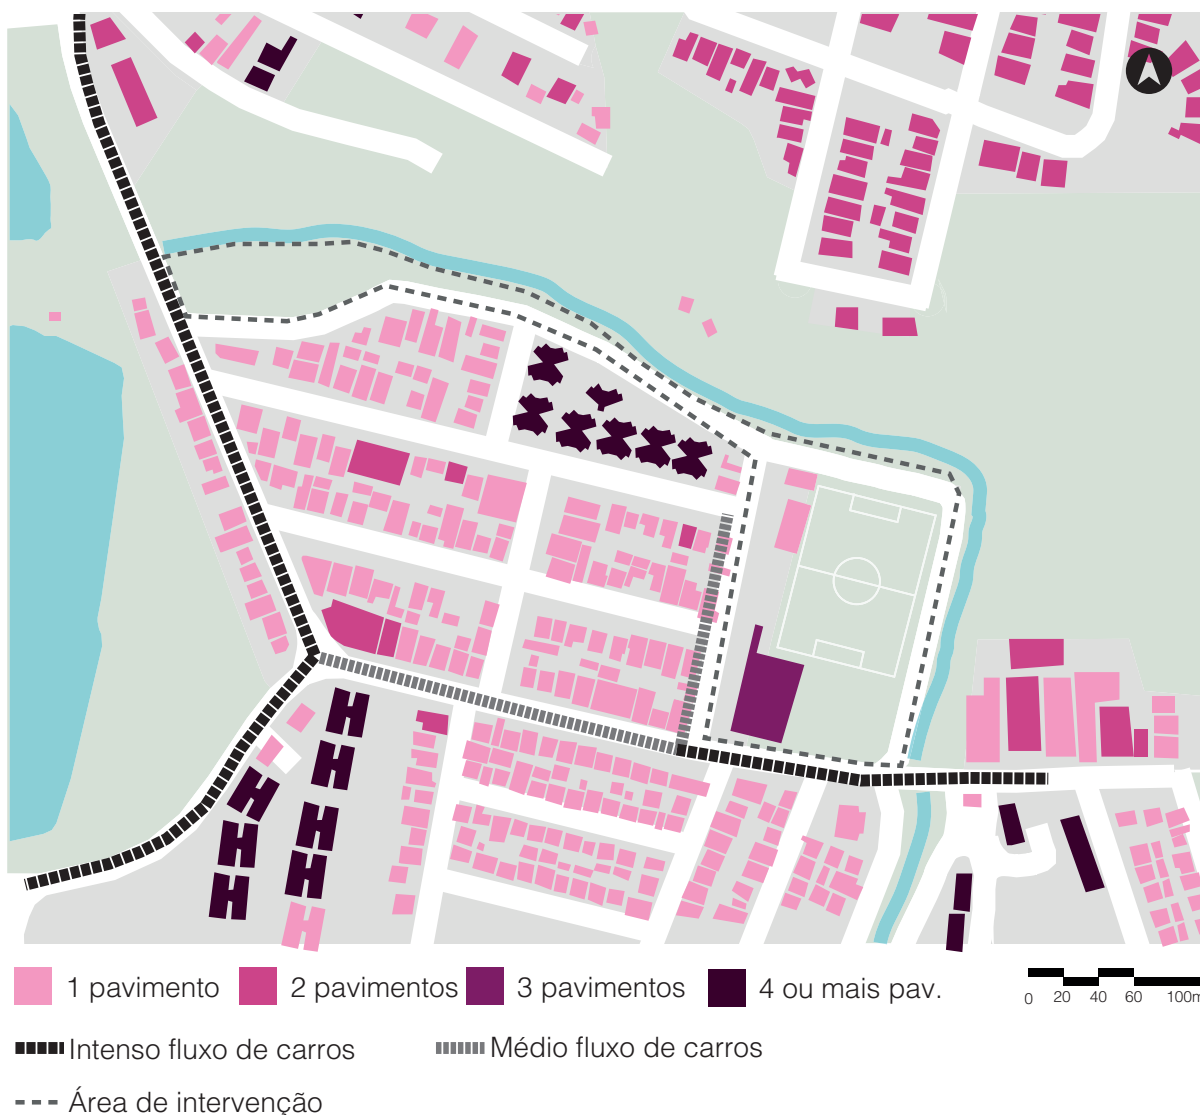 1 pavimento 2 pavimentos 3 pavimentos 4 ou mais pav.
0 20 40 60 100m
Intenso fluxo de carros Médio fluxo de carros
Área de intervenção